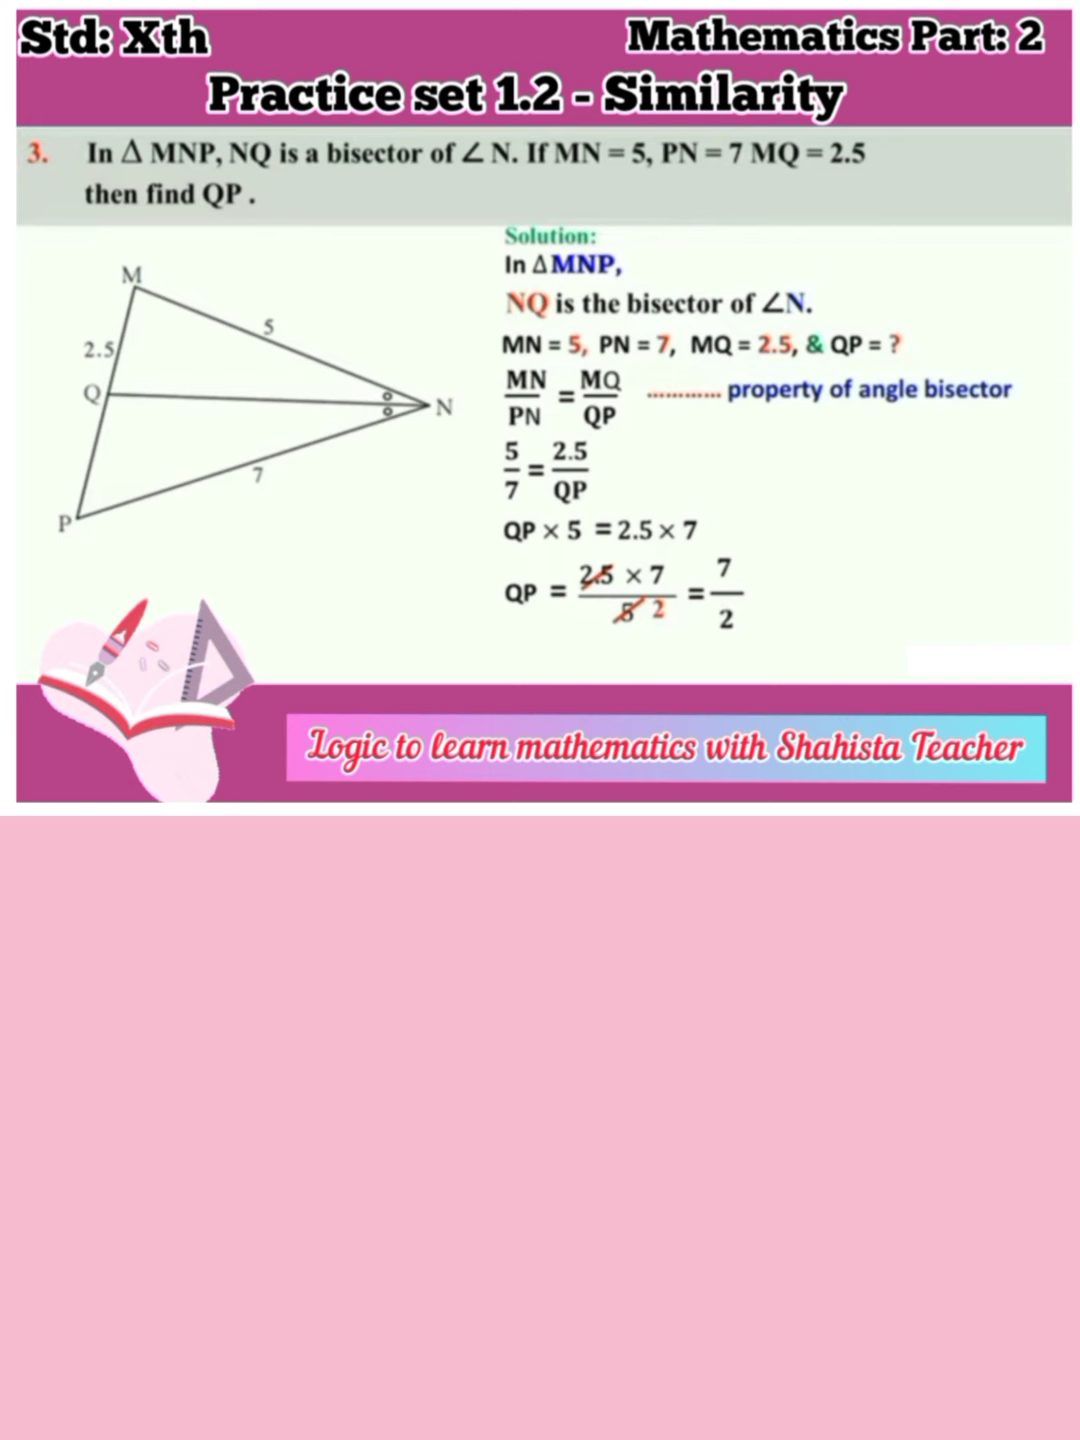 Std: Xth
Mathematics Part: 2
Practice set 1.2 - Similarity
3. In Δ MNP, NQ is a bisector of ∠ N. If MN = 5, PN = 7 MQ = 2.5
then find QP .
M
5
2.5
Q
N
7
P
Solution:
In ΔMNP,
NQ is the bisector of ∠N.
MN = 5, PN = 7, MQ = 2.5, & QP = ?
MN/PN = MQ/QP ........... property of angle bisector
5/7 = 2.5/QP
QP × 5 = 2.5 × 7
QP = 2.5 × 7 / 5 2 = 7/2
Logic to learn mathematics with Shahista Teacher